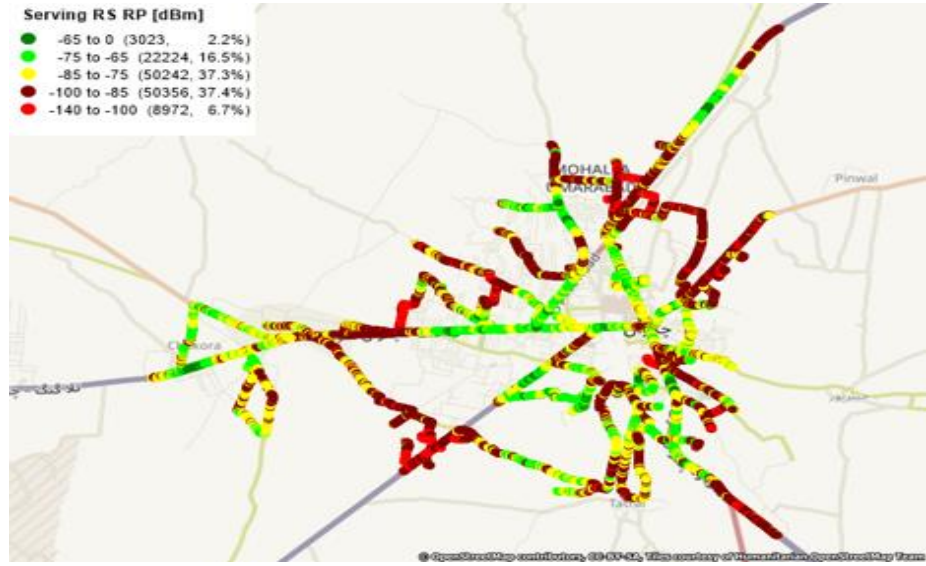 Serving RS RP [dBm]
-65 to 0 (3023, 2.2%)
-75 to -65 (22224, 16.5%)
-85 to -75 (50242, 37.3%)
-100 to -85 (50356, 37.4%)
-140 to -100 (8972, 6.7%)
MOHALLA
UMARABAD
Pinwal
© OpenStreetMap contributors, CC-BY-SA, Tiles courtesy of Humanitarian OpenStreetMap Team